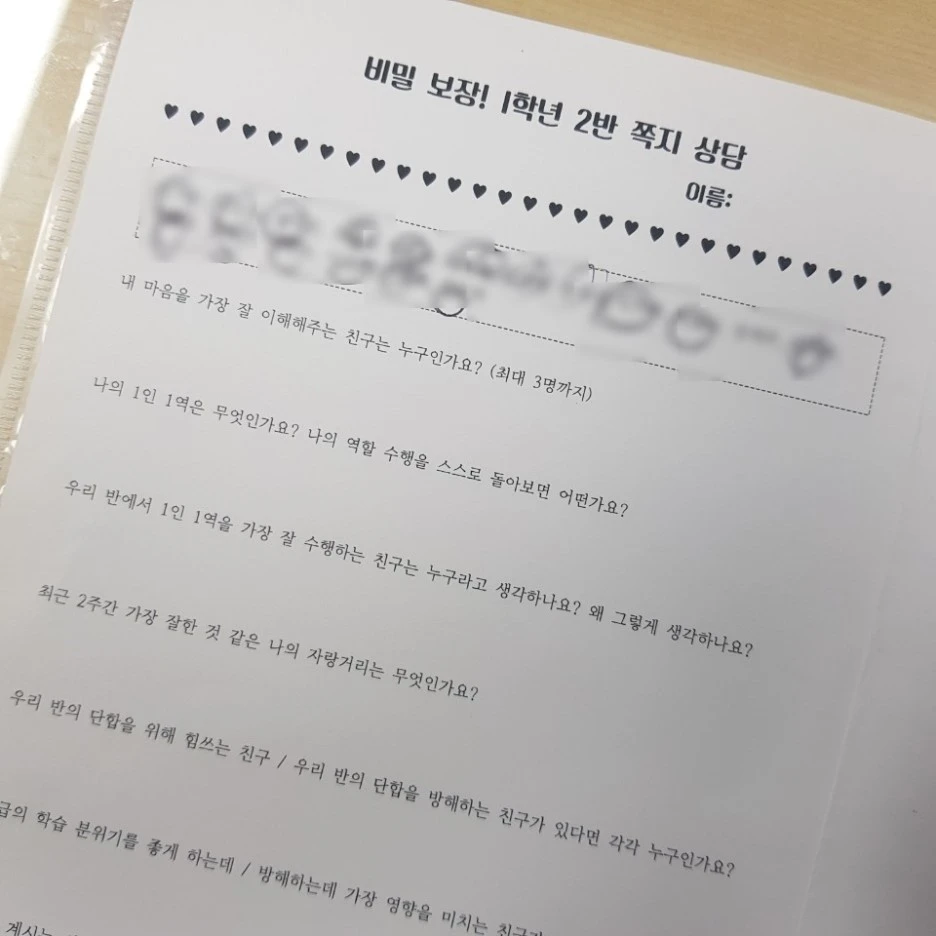 비밀 보장! 1학년 2반 쪽지 상담
이름:
내 마음을 가장 잘 이해해주는 친구는 누구인가요? (최대 3명까지)
나의 1인 1역은 무엇인가요? 나의 역할 수행을 스스로 돌아보면 어떤가요?
우리 반에서 1인 1역을 가장 잘 수행하는 친구는 누구라고 생각하나요? 왜 그렇게 생각하나요?
최근 2주간 가장 잘한 것 같은 나의 자랑거리는 무엇인가요?
우리 반의 단합을 위해 힘쓰는 친구 / 우리 반의 단합을 방해하는 친구가 있다면 각각 누구인가요?
급의 학습 분위기를 좋게 하는데 / 방해하는데 가장 영향을 미치는 친구가
계시는